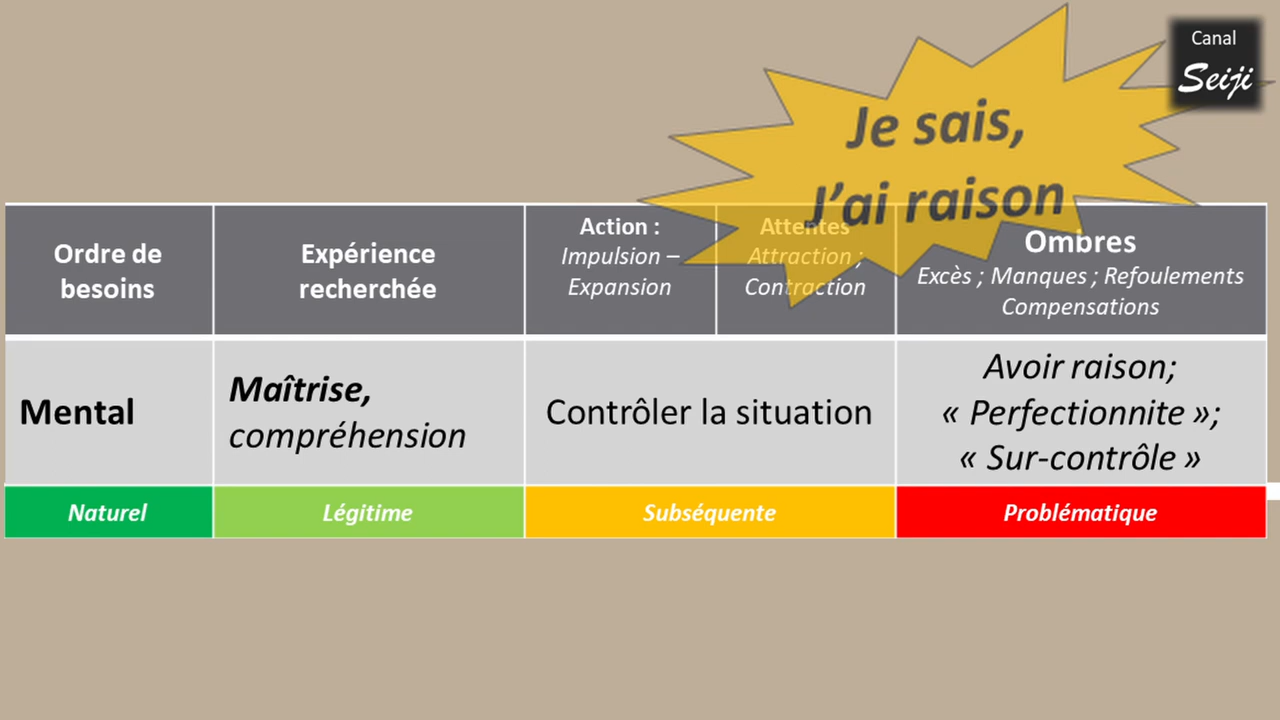 Canal
Seiji
Je sais,
J’ai raison
Ordre de
besoins
Expérience
recherchée
Action :
Impulsion –
Expansion
Attentes
Attraction ;
Contraction
Ombres
Excès ; Manques ; Refoulements
Compensations
Mental
Maîtrise,
compréhension
Contrôler la situation
Avoir raison;
« Perfectionnite »;
« Sur-contrôle »
Naturel
Légitime
Subséquente
Problématique